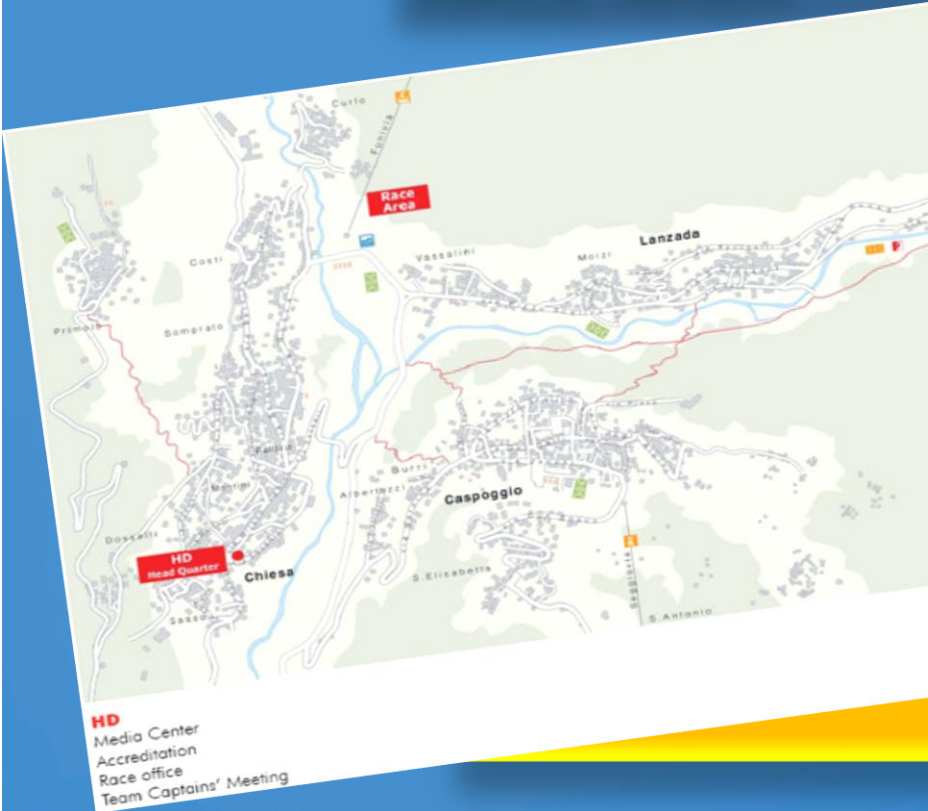 Curlo
Funivia
Race
Area
Lanzada
Vassalini
Moizi
Costi
Primolo
Somprato
Burri
Albertazzi
Caspoggio
Dosselli
HD
Head Quarter
Chiesa
S.Elisabetta
Sasso
Seggiovia
S.Antonio
HD
Media Center
Accreditation
Race office
Team Captains' Meeting